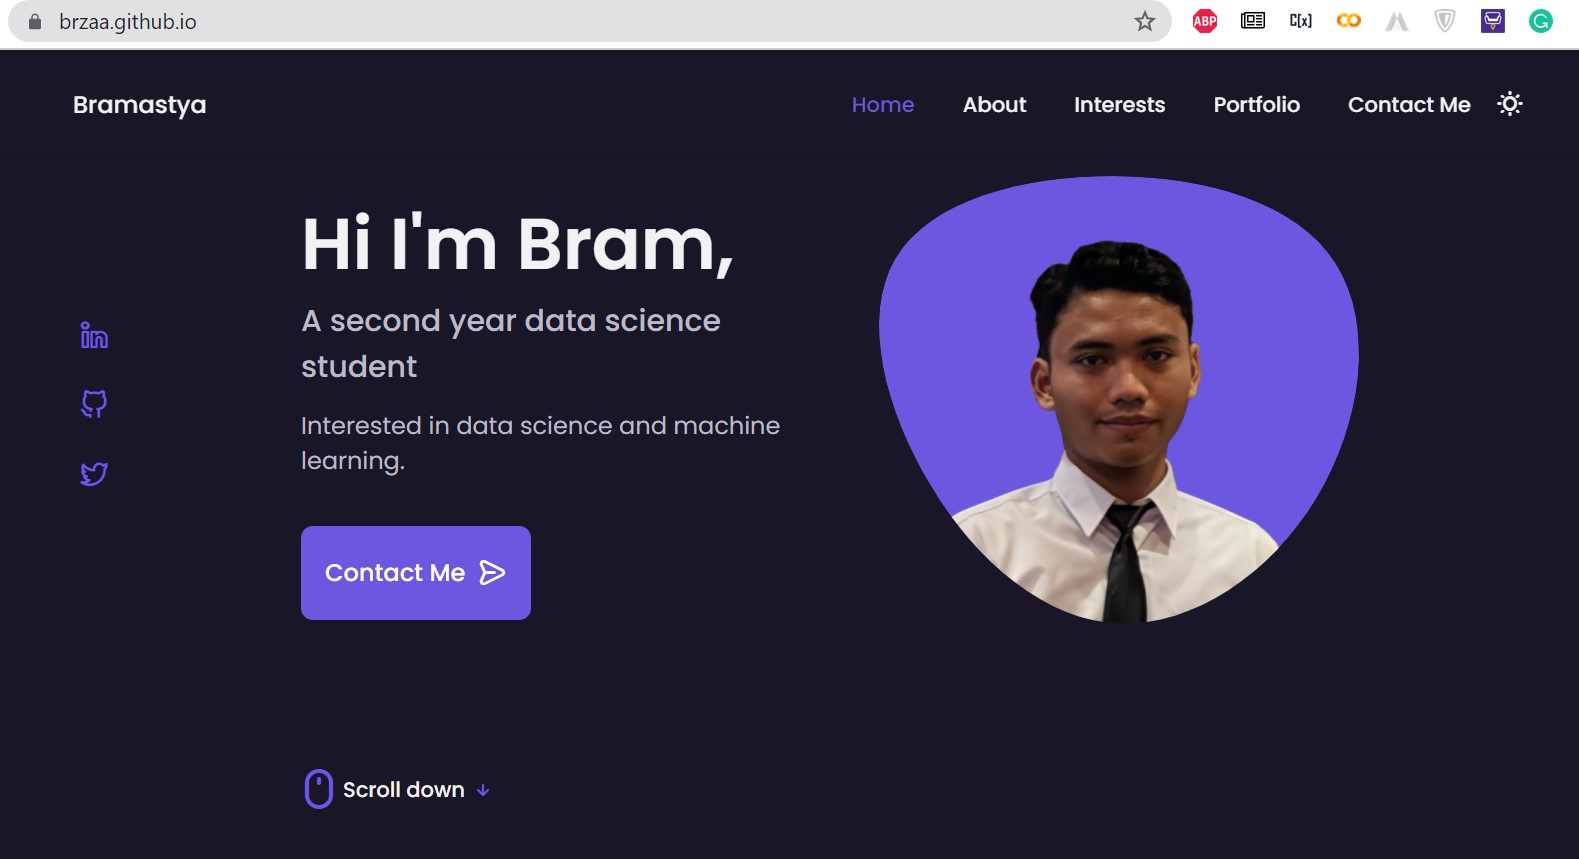 brzaa.github.io
ABP
C[x]
Bramastya
Home About Interests Portfolio Contact Me
Hi I'm Bram,
A second year data science
student
Interested in data science and machine
learning.
Contact Me
Scroll down